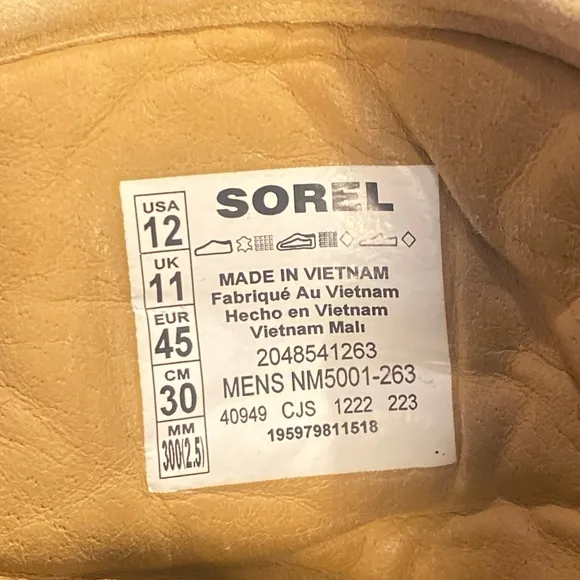 SOREL
USA
12
UK
11
EUR
45
CM
30
MM
300(2.5)
MADE IN VIETNAM
Fabriqué Au Vietnam
Hecho en Vietnam
Vietnam Malı
2048541263
MENS NM5001-263
40949 CJS 1222 223
195979811518